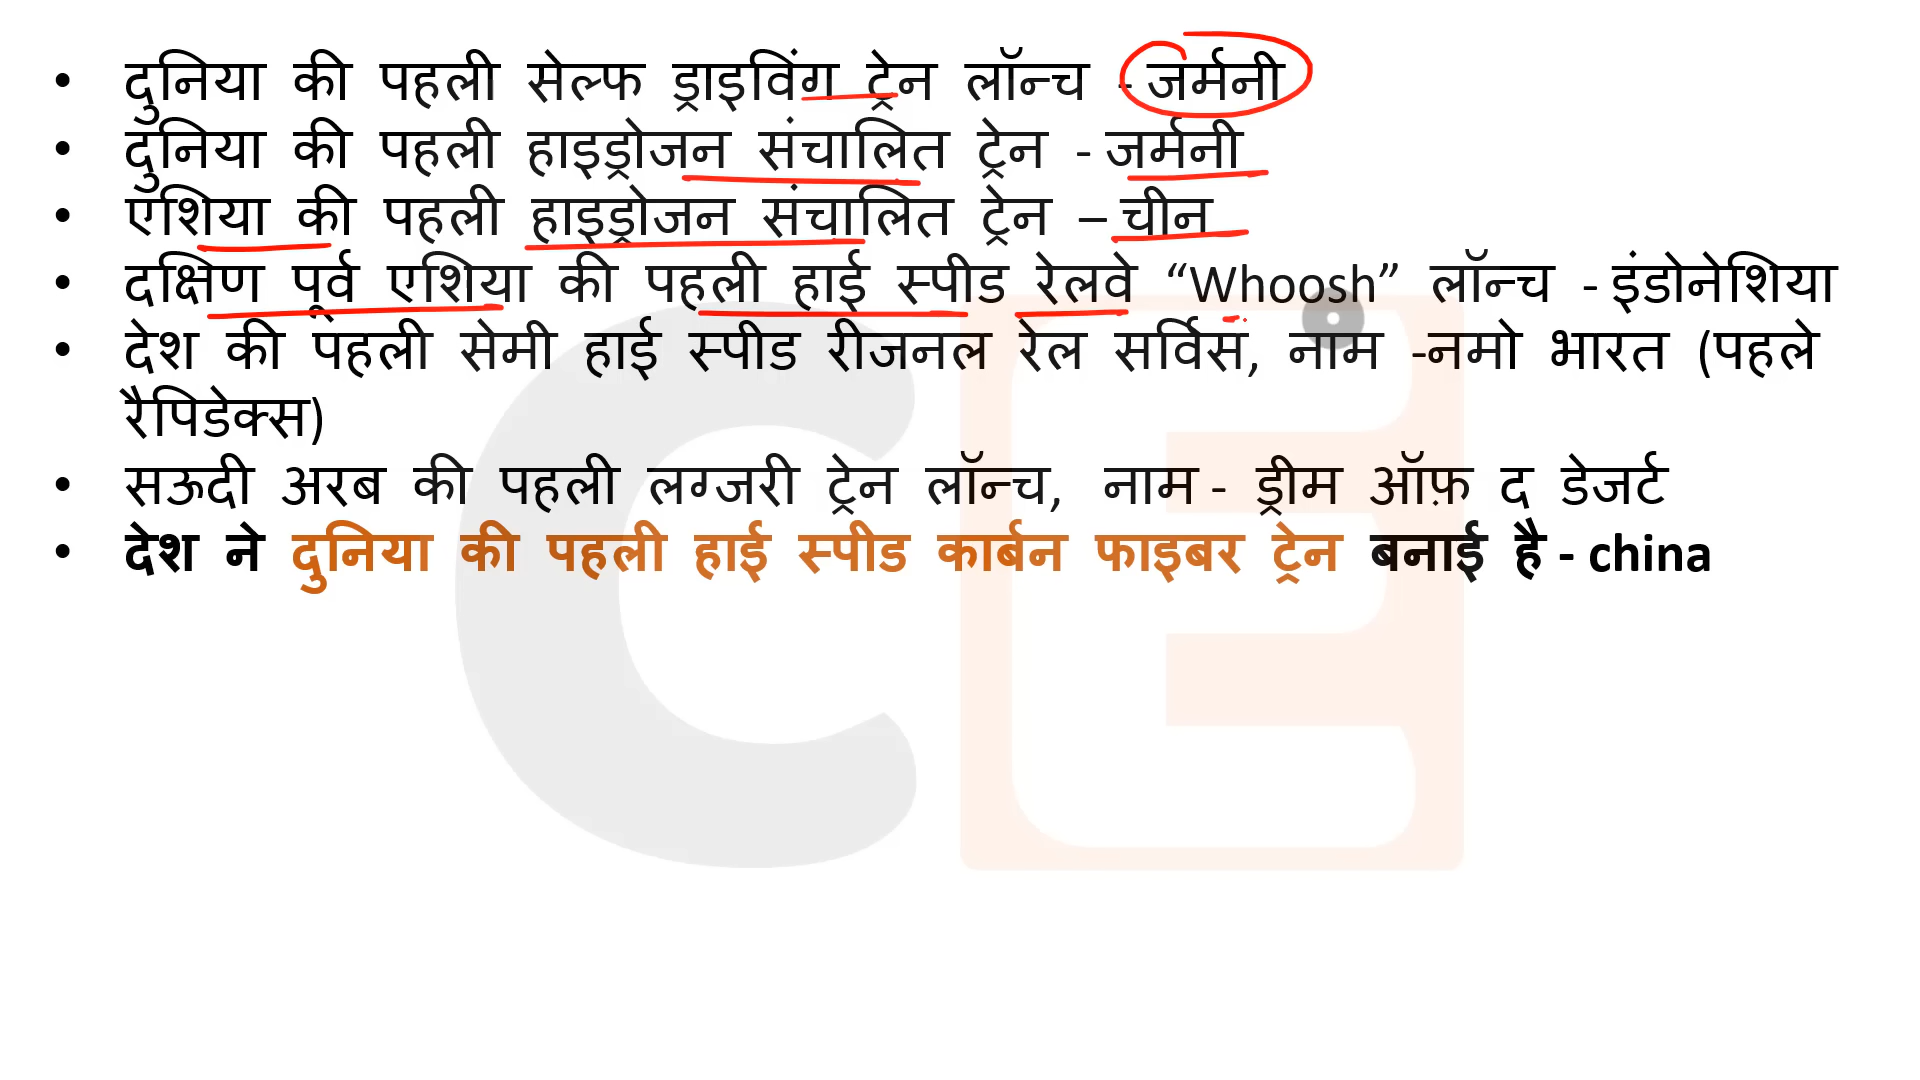 • दुनिया की पहली सेल्फ ड्राइविंग ट्रेन लॉन्च - जर्मनी
• दुनिया की पहली हाइड्रोजन संचालित ट्रेन - जर्मनी
• एशिया की पहली हाइड्रोजन संचालित ट्रेन – चीन
• दक्षिण पूर्व एशिया की पहली हाई स्पीड रेलवे “Whoosh” लॉन्च - इंडोनेशिया
• देश की पहली सेमी हाई स्पीड रीजनल रेल सर्विस, नाम -नमो भारत (पहले
रैपिडेक्स)
• सऊदी अरब की पहली लग्जरी ट्रेन लॉन्च, नाम - ड्रीम ऑफ़ द डेजर्ट
• देश ने दुनिया की पहली हाई स्पीड कार्बन फाइबर ट्रेन बनाई है - china
CE